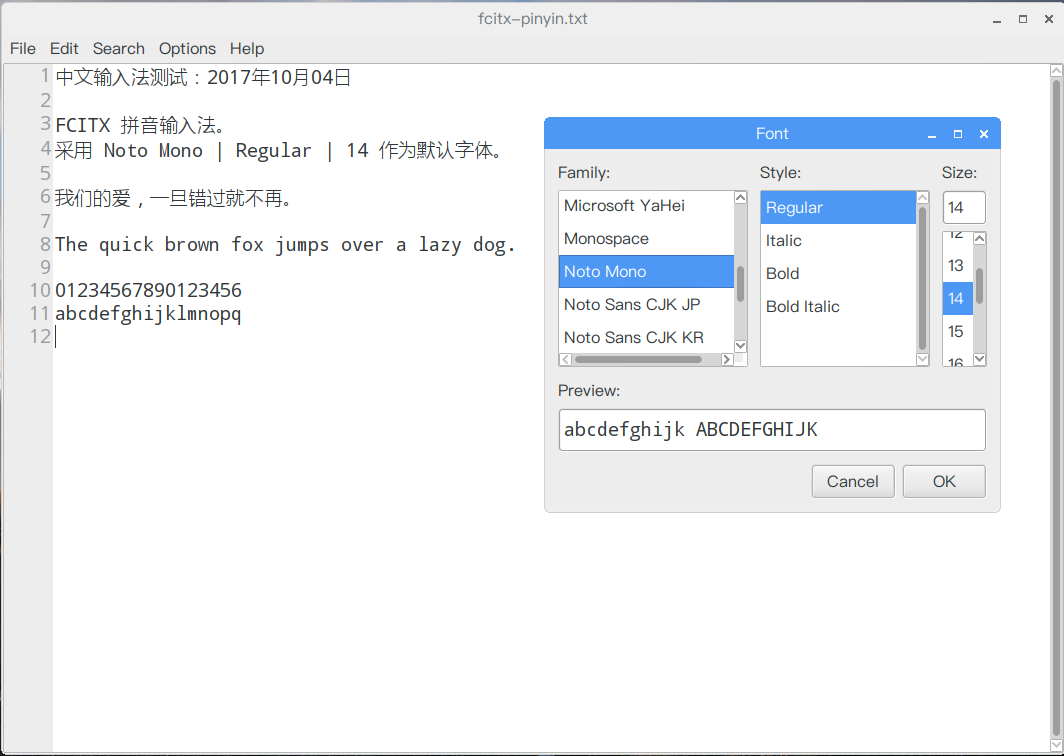 fcitx-pinyin.txt
File Edit Search Options Help
1 中文输入法测试：2017年10月04日
2
3 FCITX 拼音输入法。
4 采用 Noto Mono | Regular | 14 作为默认字体。
5
6 我们的爱，一旦错过就不再。
7
8 The quick brown fox jumps over a lazy dog.
9
10 01234567890123456
11 abcdefghijklmnopq
12
Font
Family:
Microsoft YaHei
Monospace
Noto Mono
Noto Sans CJK JP
Noto Sans CJK KR
Style:
Regular
Italic
Bold
Bold Italic
Size:
14
12
13
14
15
16
Preview:
abcdefghijk ABCDEFGHIJK
Cancel OK